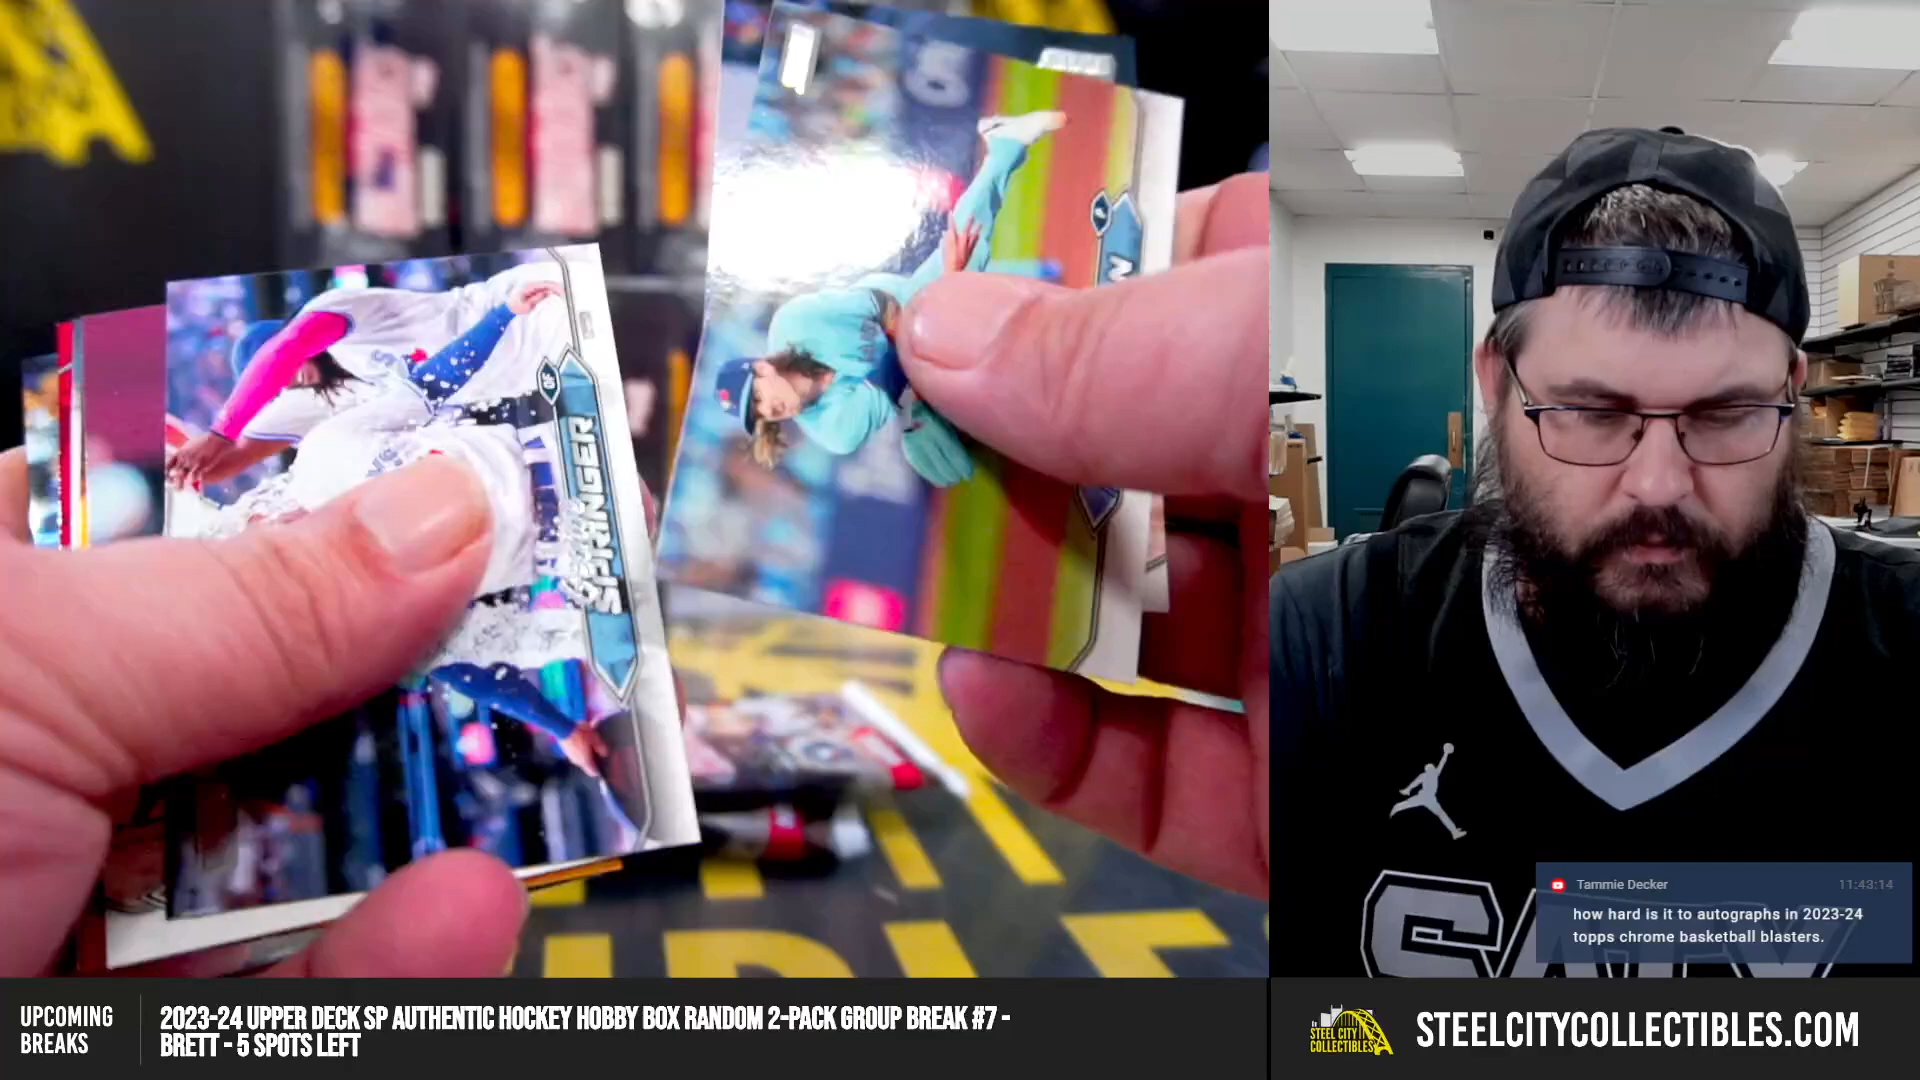 OF
George
SPRINGER
P
N
Tammie Decker
11:43:14
how hard is it to autographs in 2023-24
topps chrome basketball blasters.
UPCOMING
BREAKS
2023-24 UPPER DECK SP AUTHENTIC HOCKEY HOBBY BOX RANDOM 2-PACK GROUP BREAK #7 -
BRETT - 5 SPOTS LEFT
STEEL CITY
COLLECTIBLES
STEELCITYCOLLECTIBLES.COM